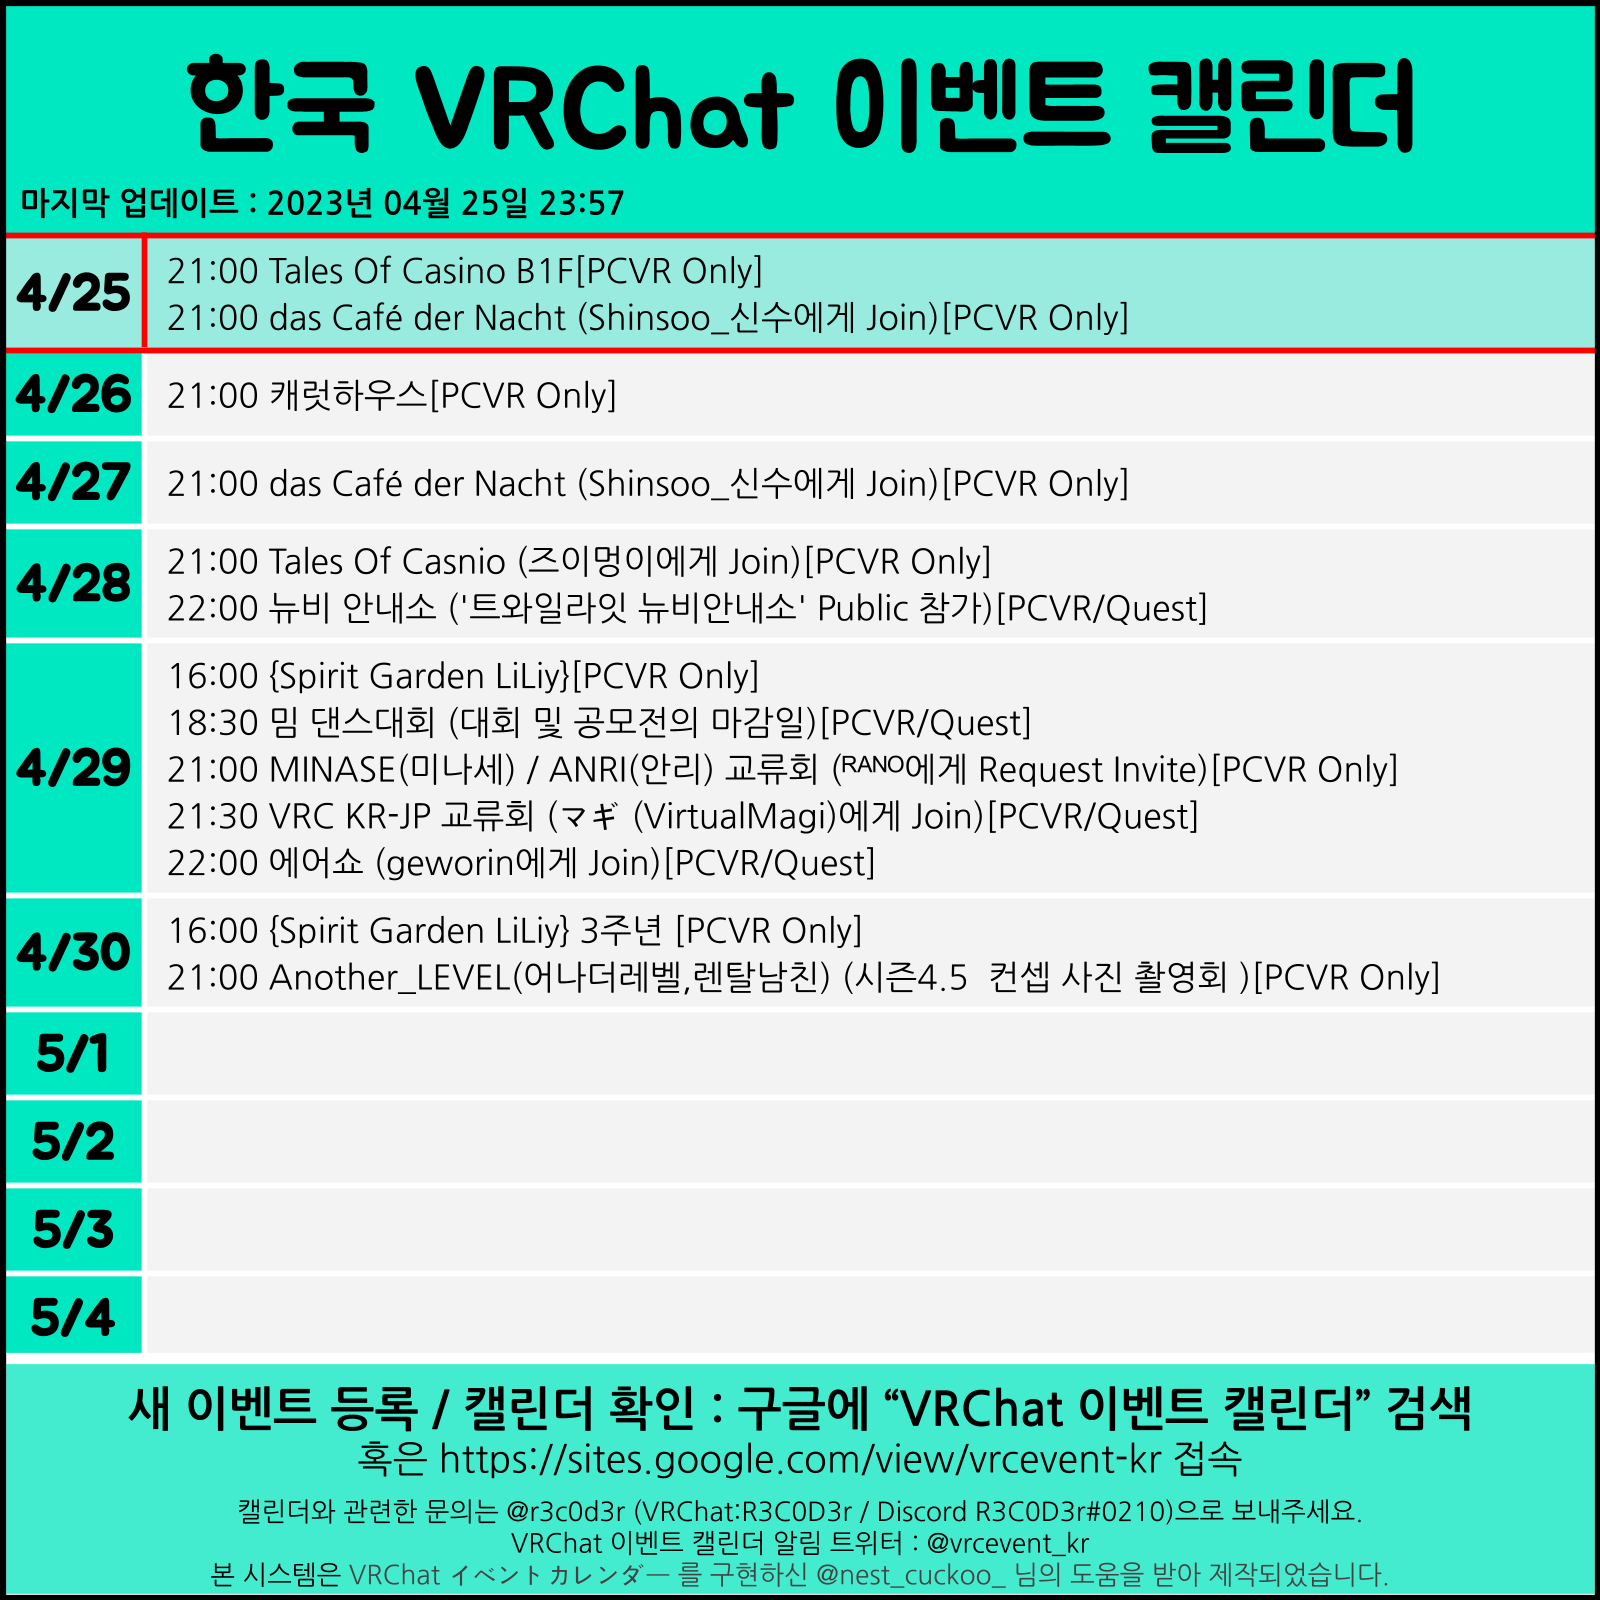 한국 VRChat 이벤트 캘린더
마지막 업데이트 : 2023년 04월 25일 23:57
4/25
21:00 Tales Of Casino B1F[PCVR Only]
21:00 das Café der Nacht (Shinsoo_신수에게 Join)[PCVR Only]
4/26
21:00 캐럿하우스[PCVR Only]
4/27
21:00 das Café der Nacht (Shinsoo_신수에게 Join)[PCVR Only]
4/28
21:00 Tales Of Casnio (즈이멍이에게 Join)[PCVR Only]
22:00 뉴비 안내소 ('트와일라잇 뉴비안내소' Public 참가)[PCVR/Quest]
4/29
16:00 {Spirit Garden LiLiy}[PCVR Only]
18:30 밈 댄스대회 (대회 및 공모전의 마감일)[PCVR/Quest]
21:00 MINASE(미나세) / ANRI(안리) 교류회 (ᴿᴬᴺᴼ에게 Request Invite)[PCVR Only]
21:30 VRC KR-JP 교류회 (マギ (VirtualMagi)에게 Join)[PCVR/Quest]
22:00 에어쇼 (geworin에게 Join)[PCVR/Quest]
4/30
16:00 {Spirit Garden LiLiy} 3주년 [PCVR Only]
21:00 Another_LEVEL(어나더레벨,렌탈남친) (시즌4.5  컨셉 사진 촬영회 )[PCVR Only]
5/1
5/2
5/3
5/4
새 이벤트 등록 / 캘린더 확인 : 구글에 “VRChat 이벤트 캘린더” 검색
혹은 https://sites.google.com/view/vrcevent-kr 접속
캘린더와 관련한 문의는 @r3c0d3r (VRChat:R3C0D3r / Discord R3C0D3r#0210)으로 보내주세요.
VRChat 이벤트 캘린더 알림 트위터 : @vrcevent_kr
본 시스템은 VRChat イベントカレンダー 를 구현하신 @nest_cuckoo_ 님의 도움을 받아 제작되었습니다.